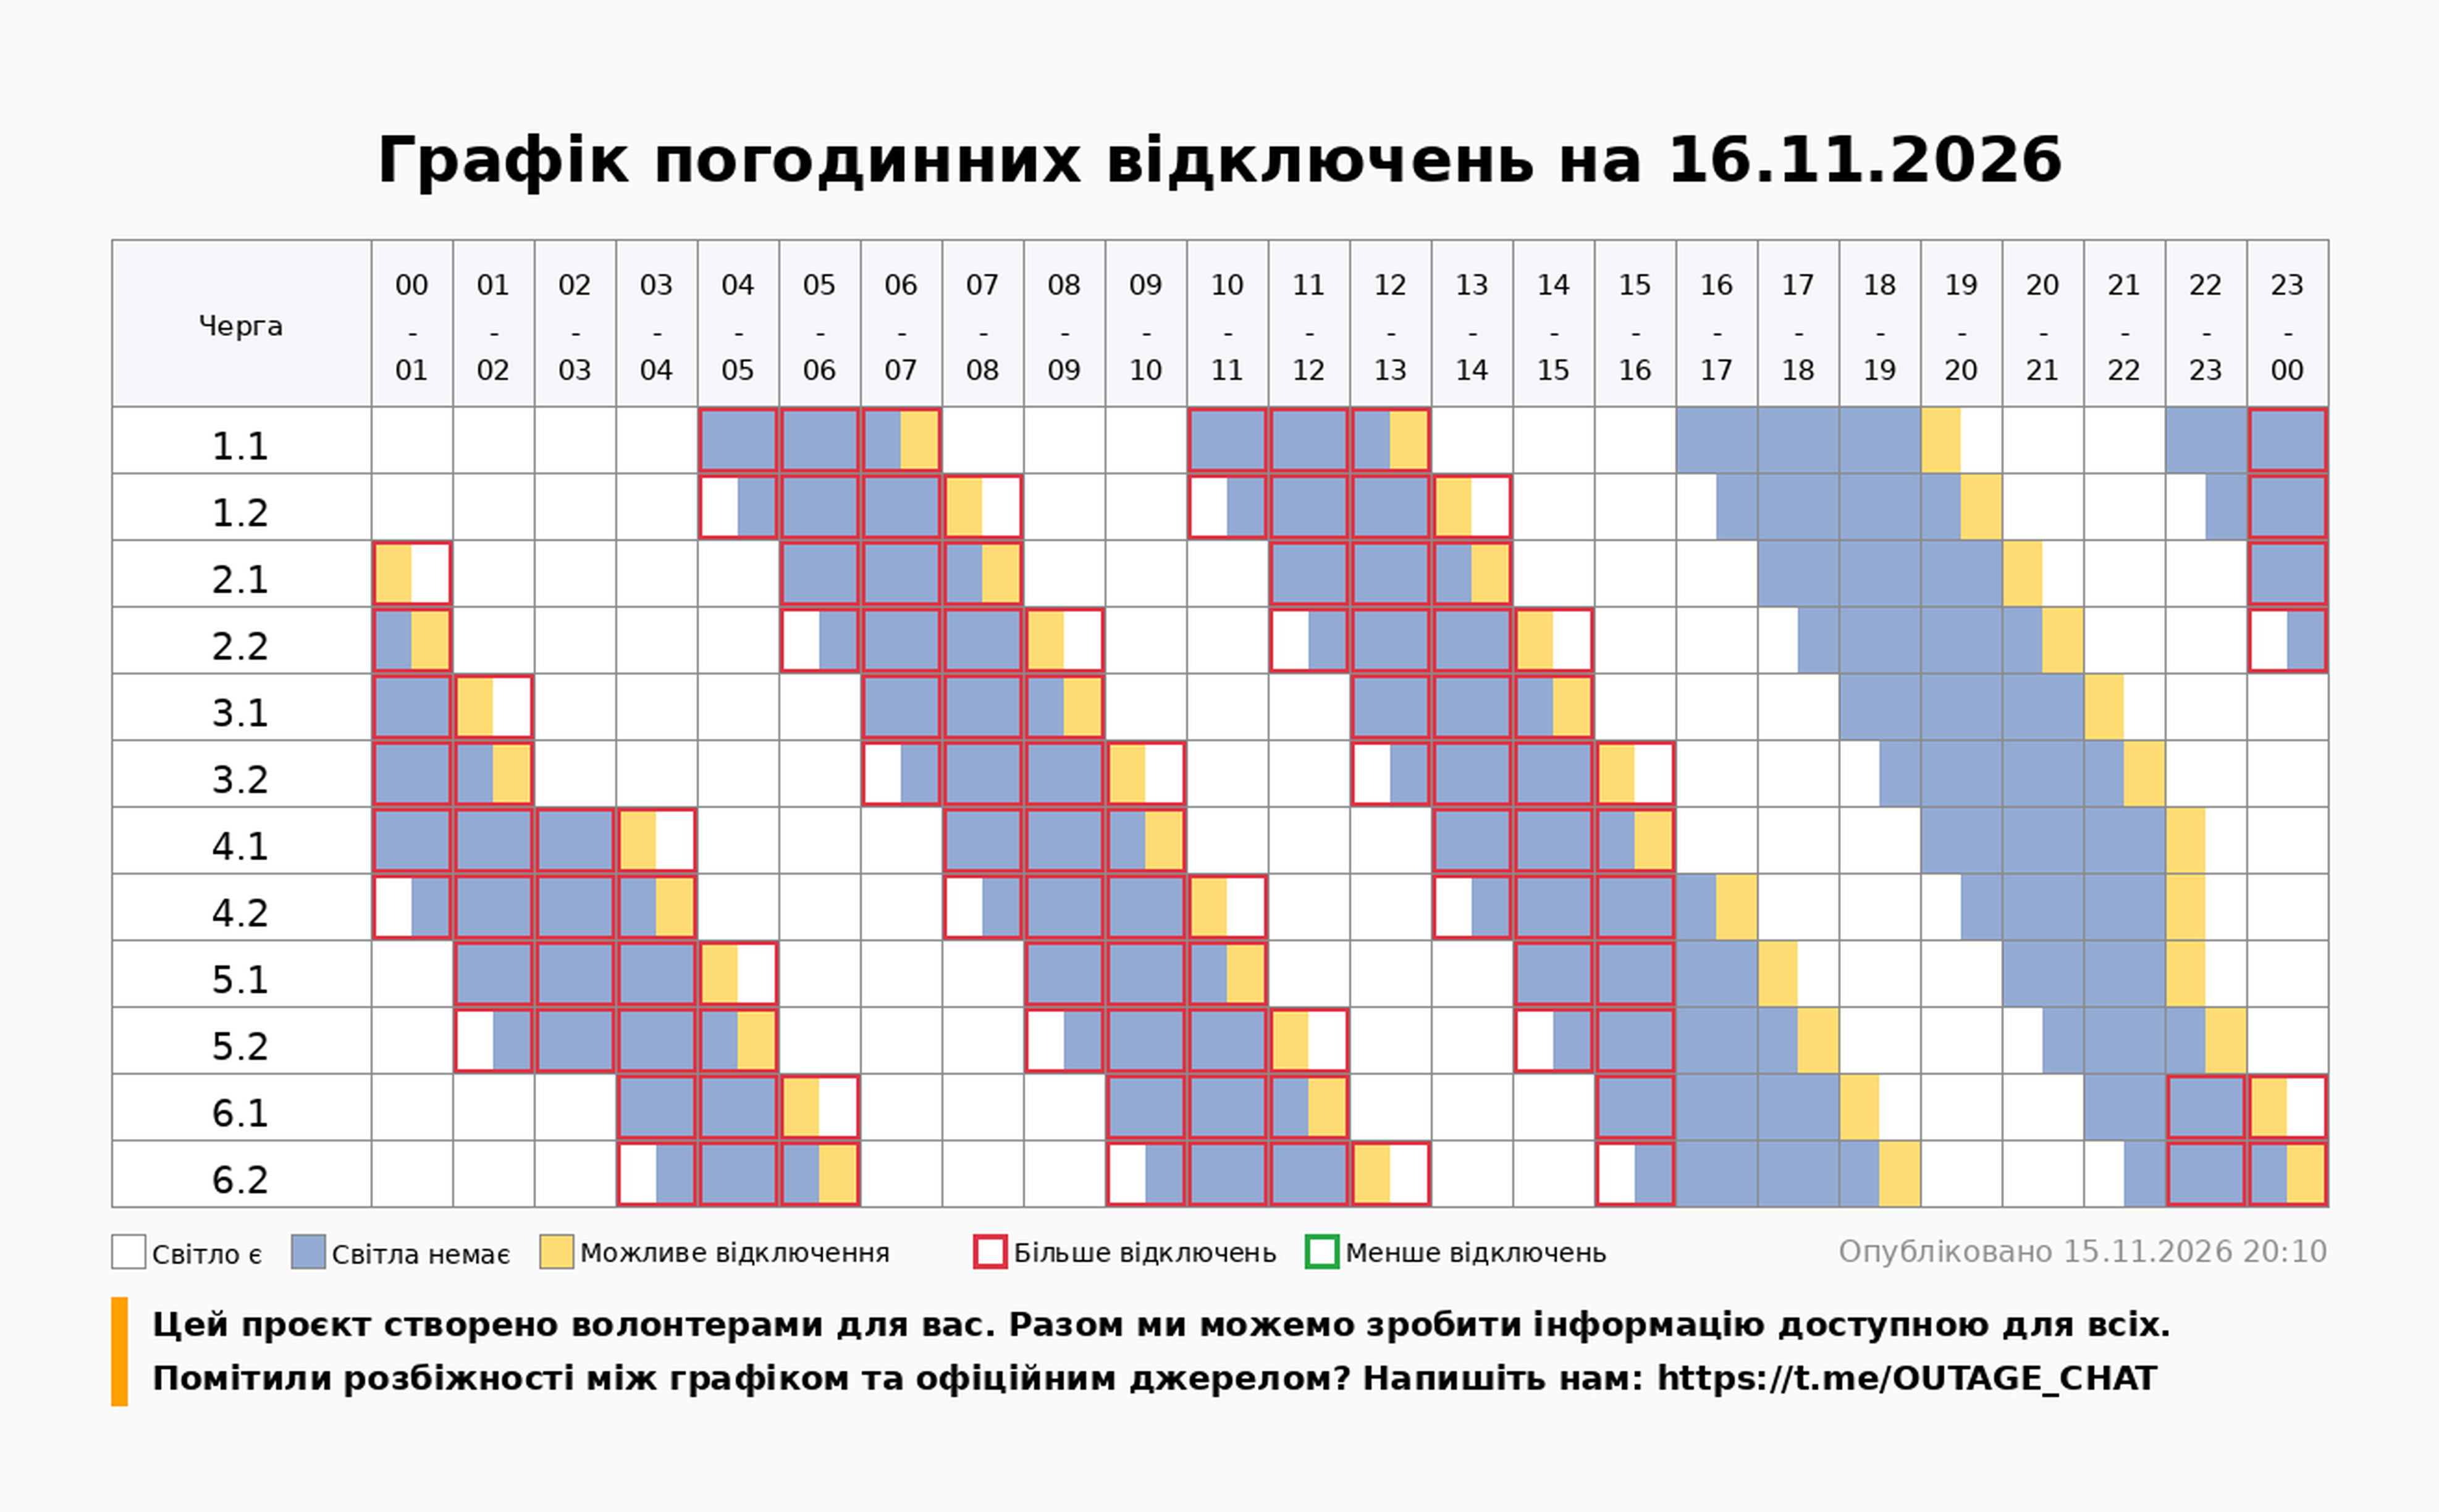 Графік погодинних відключень на 16.11.2026
Черга
00 - 01
01 - 02
02 - 03
03 - 04
04 - 05
05 - 06
06 - 07
07 - 08
08 - 09
09 - 10
10 - 11
11 - 12
12 - 13
13 - 14
14 - 15
15 - 16
16 - 17
17 - 18
18 - 19
19 - 20
20 - 21
21 - 22
22 - 23
23 - 00
1.1
1.2
2.1
2.2
3.1
3.2
4.1
4.2
5.1
5.2
6.1
6.2
Світло є Світла немає Можливе відключення Більше відключень Менше відключень Опубліковано 15.11.2026 20:10
Цей проєкт створено волонтерами для вас. Разом ми можемо зробити інформацію доступною для всіх.
Помітили розбіжності між графіком та офіційним джерелом? Напишіть нам: https://t.me/OUTAGE_CHAT